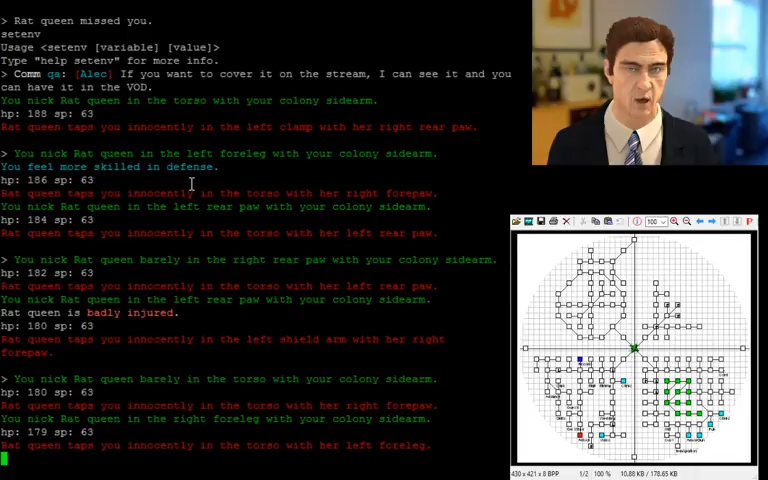 > Rat queen missed you.
setenv
Usage <setenv [variable] [value]>
Type "help setenv" for more info.
> Comm qa: [Alec] If you want to cover it on the stream, I can see it and you
can have it in the VOD.
You nick Rat queen in the torso with your colony sidearm.
hp: 188 sp: 63
Rat queen taps you innocently in the left clamp with her right rear paw.
> You nick Rat queen in the left foreleg with your colony sidearm.
You feel more skilled in defense.
hp: 186 sp: 63
Rat queen taps you innocently in the torso with her right forepaw.
You nick Rat queen in the left rear paw with your colony sidearm.
hp: 184 sp: 63
Rat queen taps you innocently in the torso with her left rear paw.
> You nick Rat queen barely in the right rear paw with your colony sidearm.
hp: 182 sp: 63
Rat queen taps you innocently in the torso with her right rear paw.
You nick Rat queen in the left rear paw with your colony sidearm.
Rat queen is badly injured.
hp: 180 sp: 63
Rat queen taps you innocently in the left shield arm with her right
forepaw.
> You nick Rat queen barely in the torso with your colony sidearm.
hp: 180 sp: 63
Rat queen taps you innocently in the torso with her right forepaw.
You nick Rat queen in the right foreleg with your colony sidearm.
hp: 179 sp: 63
Rat queen taps you innocently in the torso with her left foreleg.
100
430 x 421 x 8 BPP 1/2 100 % 10.88 KB / 178.65 KB